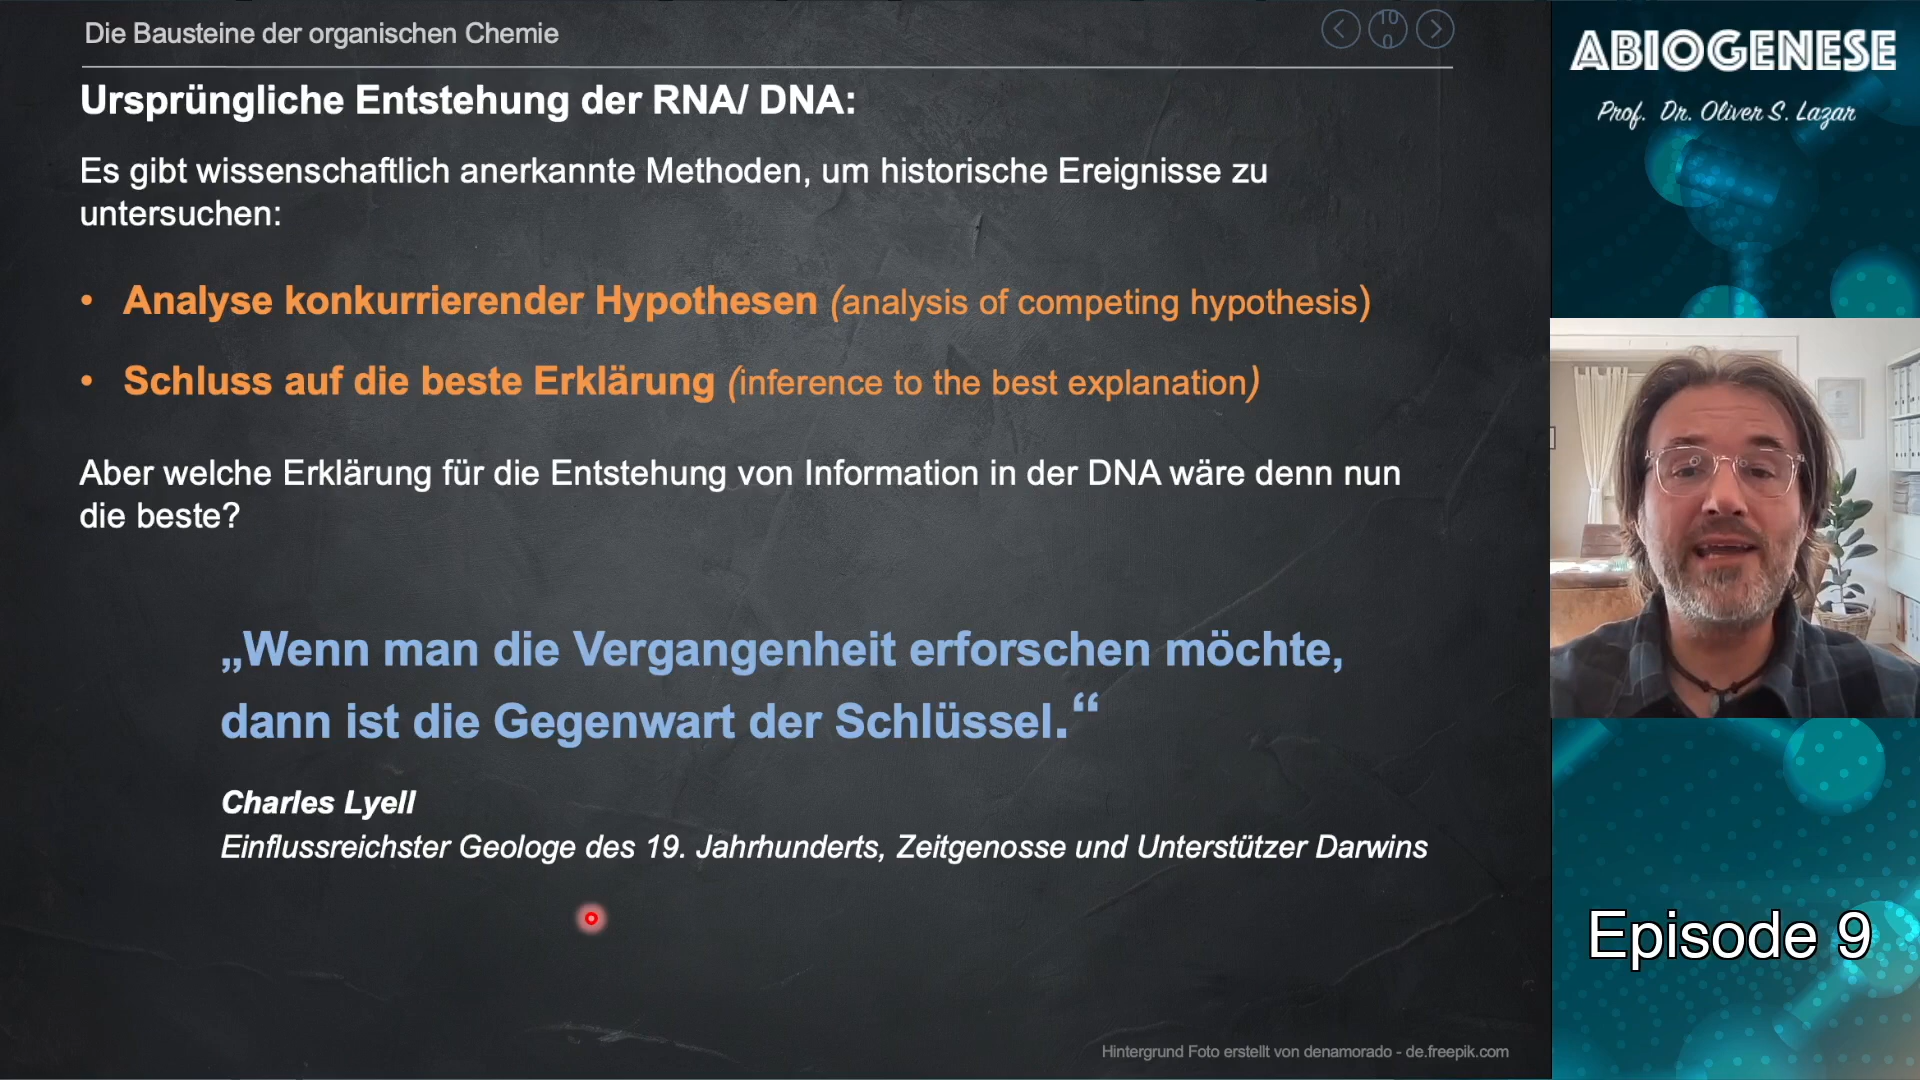 Die Bausteine der organischen Chemie
10
0
Ursprüngliche Entstehung der RNA/ DNA:
Es gibt wissenschaftlich anerkannte Methoden, um historische Ereignisse zu
untersuchen:
• Analyse konkurrierender Hypothesen (analysis of competing hypothesis)
• Schluss auf die beste Erklärung (inference to the best explanation)
Aber welche Erklärung für die Entstehung von Information in der DNA wäre denn nun
die beste?
„Wenn man die Vergangenheit erforschen möchte,
dann ist die Gegenwart der Schlüssel.“
Charles Lyell
Einflussreichster Geologe des 19. Jahrhunderts, Zeitgenosse und Unterstützer Darwins
Hintergrund Foto erstellt von denamorado - de.freepik.com
ABIOGENESE
Prof. Dr. Oliver S. Lazar
Episode 9